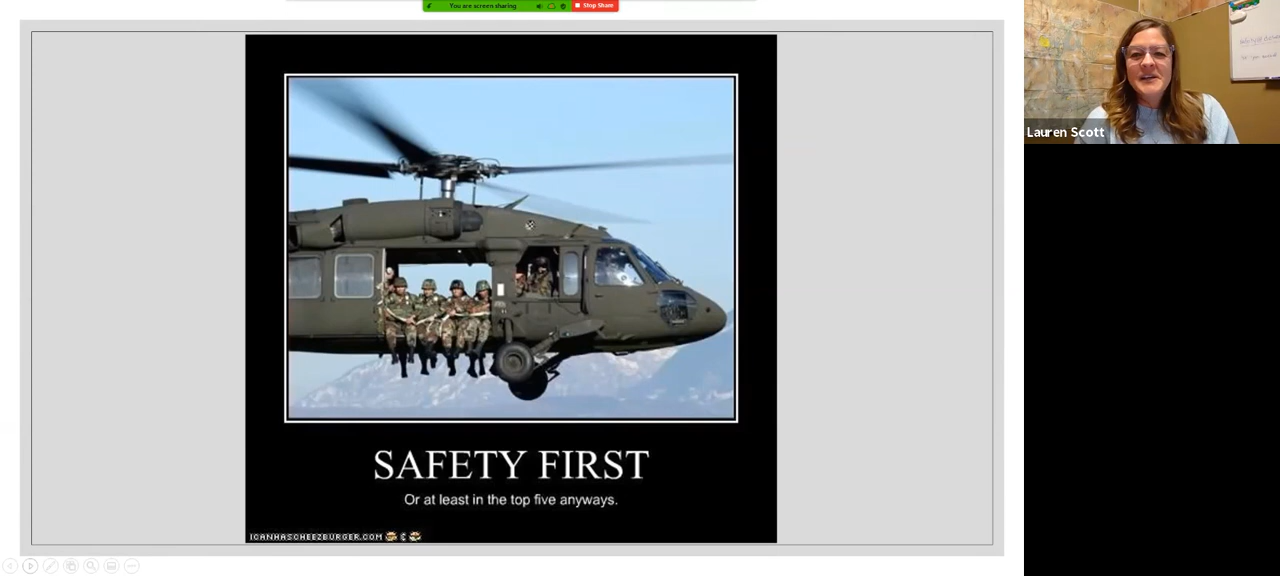 You are screen sharing
Stop Share
Lauren Scott
SAFETY FIRST
Or at least in the top five anyways.
ICANHASCHEEZBURGER.COM